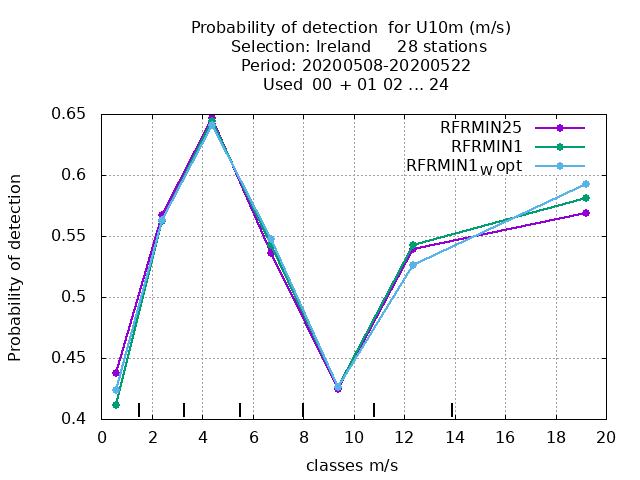 Probability of detection  for U10m (m/s)
Selection: Ireland     28 stations
Period: 20200508-20200522
Used  00  + 01 02 ... 24
0.65
0.6
0.55
0.5
0.45
0.4
Probability of detection
RFRMIN25
RFRMIN1
RFRMIN1W opt
0 2 4 6 8 10 12 14 16 18 20
classes m/s